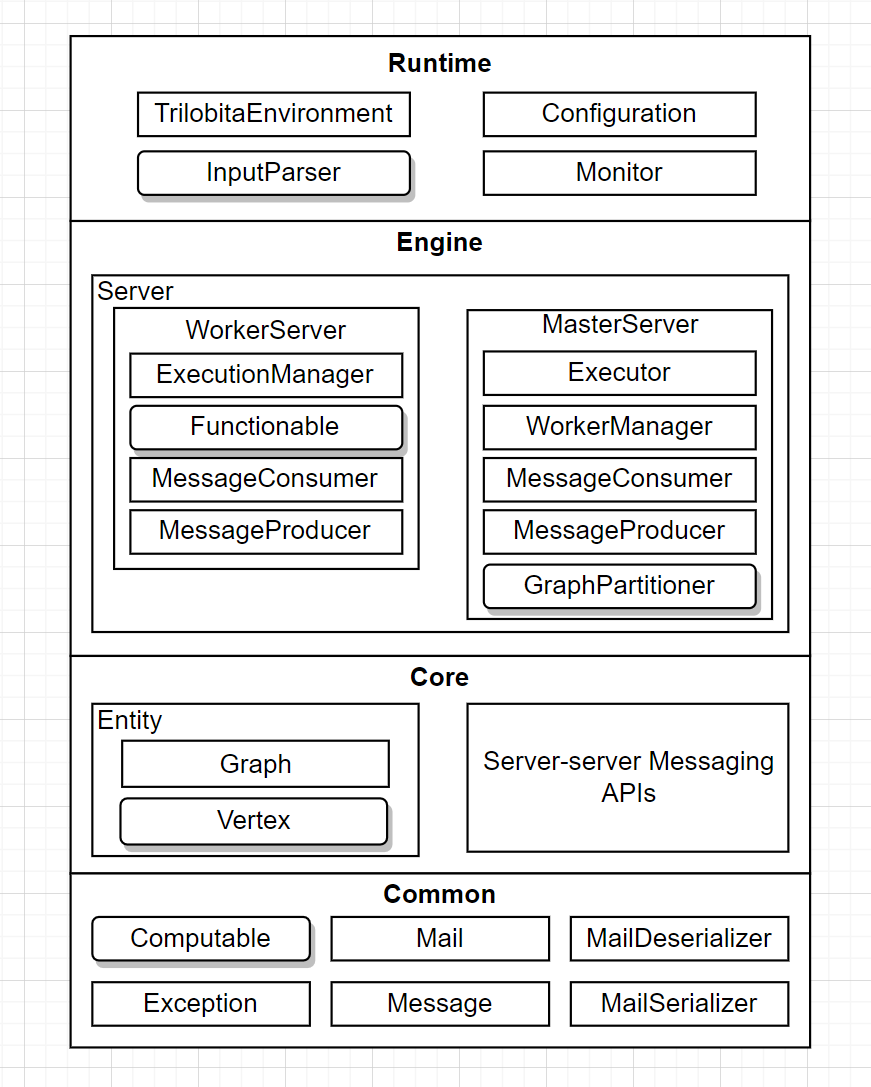 Runtime
TrilobitaEnvironment
Configuration
InputParser
Monitor
Engine
Server
WorkerServer
ExecutionManager
Functionable
MessageConsumer
MessageProducer
MasterServer
Executor
WorkerManager
MessageConsumer
MessageProducer
GraphPartitioner
Core
Entity
Graph
Vertex
Server-server Messaging
APIs
Common
Computable
Mail
MailDeserializer
Exception
Message
MailSerializer